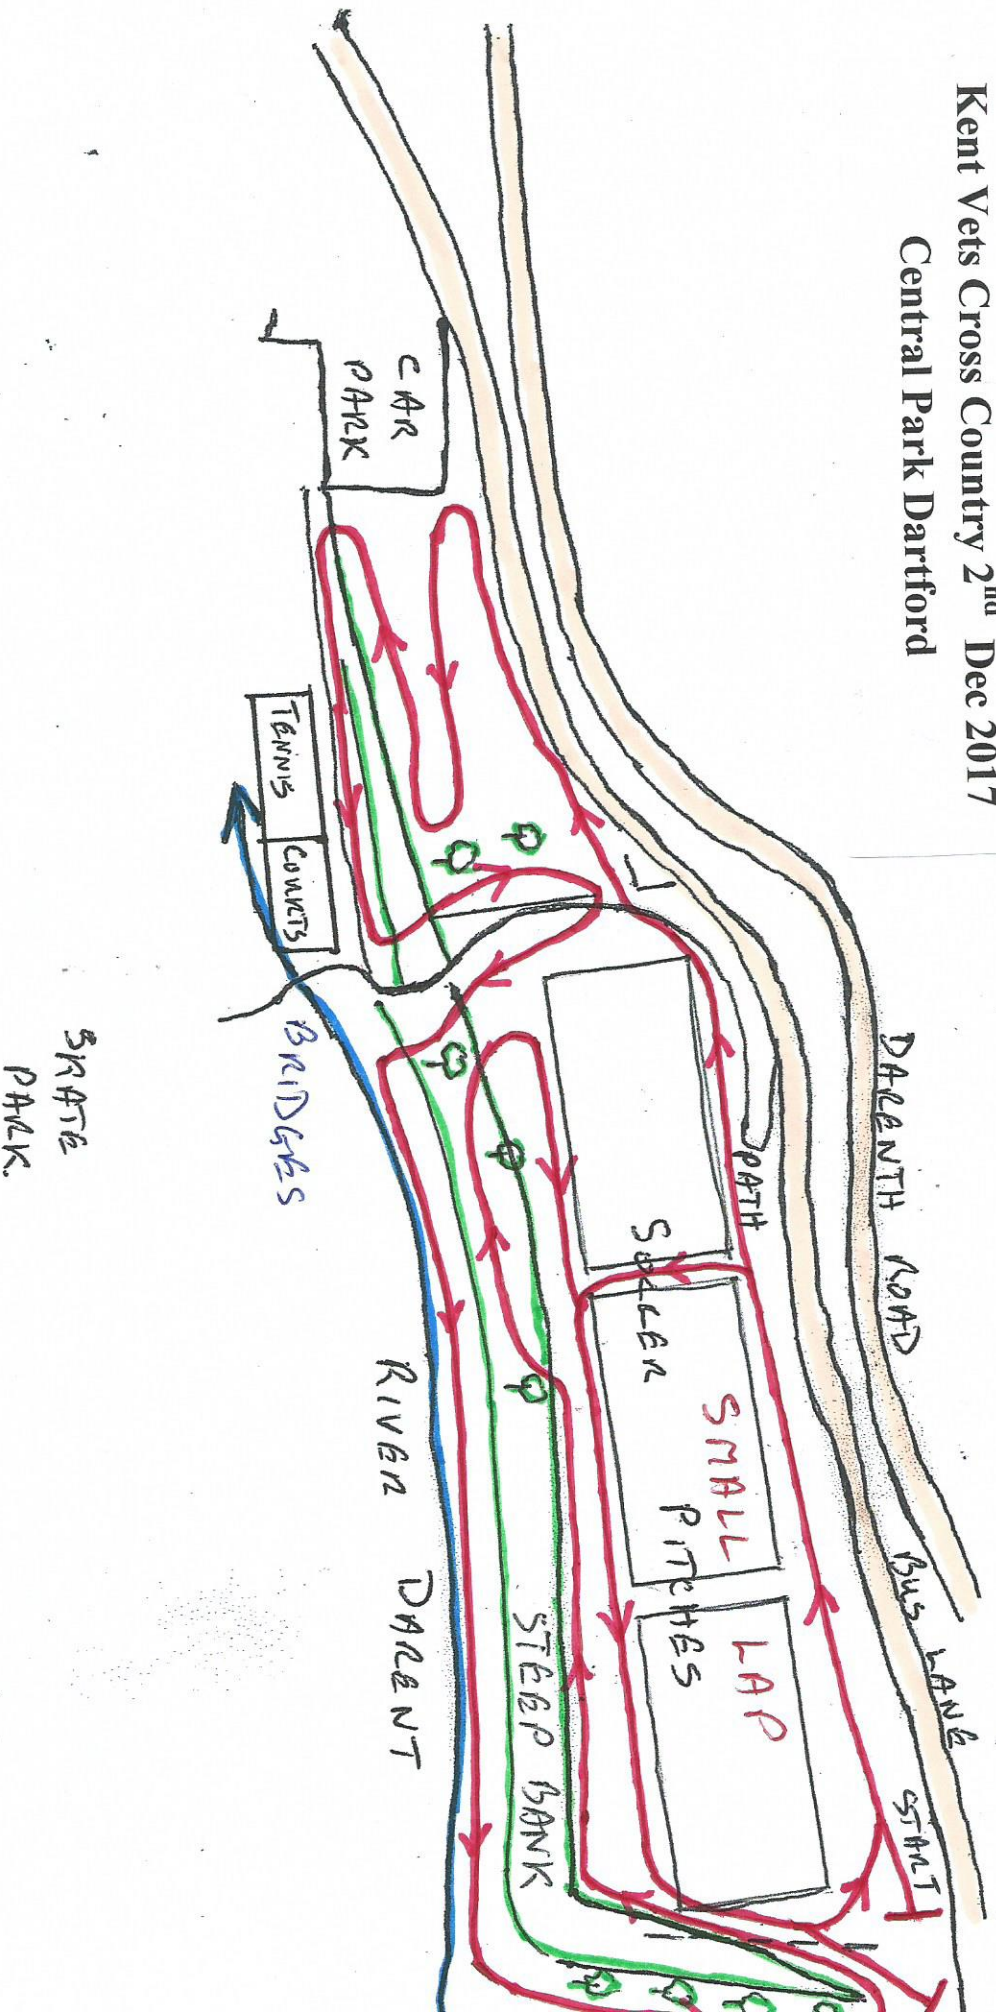 Kent Vets Cross Country 2nd Dec 2017
Central Park Dartford
DARENTH ROAD
BUS LANE
START
PATH
CAR
PARK
SOCCER
PITCHES
SMALL
LAP
TENNIS
COURTS
STEEP BANK
BRIDGES
RIVER DARENT
SKATE
PARK.